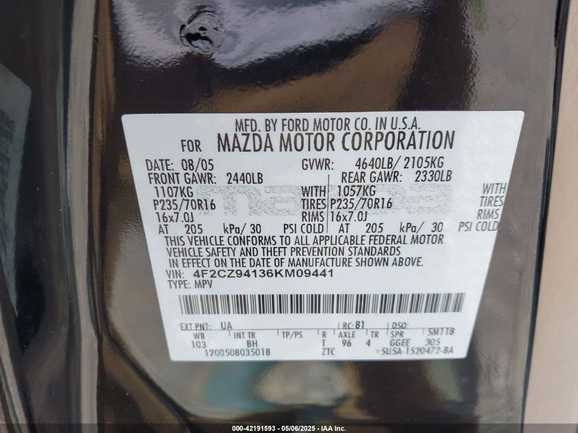 MFD. BY FORD MOTOR CO. IN U.S.A.
FOR MAZDA MOTOR CORPORATION
DATE: 08/05 GVWR: 4640LB/ 2105KG
FRONT GAWR: 2440LB REAR GAWR: 2330LB
1107KG WITH 1057KG WITH
P235/70R16 TIRES P235/70R16 TIRES
16x7.0J RIMS 16x7.0J RIMS
AT 205 kPa/ 30 PSI COLD AT 205 kPa/ 30 PSI COLD
THIS VEHICLE CONFORMS TO ALL APPLICABLE FEDERAL MOTOR
VEHICLE SAFETY AND THEFT PREVENTION STANDARDS
IN EFFECT ON THE DATE OF MANUFACTURE SHOWN ABOVE.
VIN: 4F2CZ94136KM09441
TYPE: MPV
EXT PNT: UA RC: 81 DSO:
WB INT TR TP/PS R AXLE TR SPR SMTTB
103 BH T 96 4 GGEE 305
1200508035018 ZTC SU5A-1520472-BA
000-42191593 - 05/06/2025 - IAAI.COM